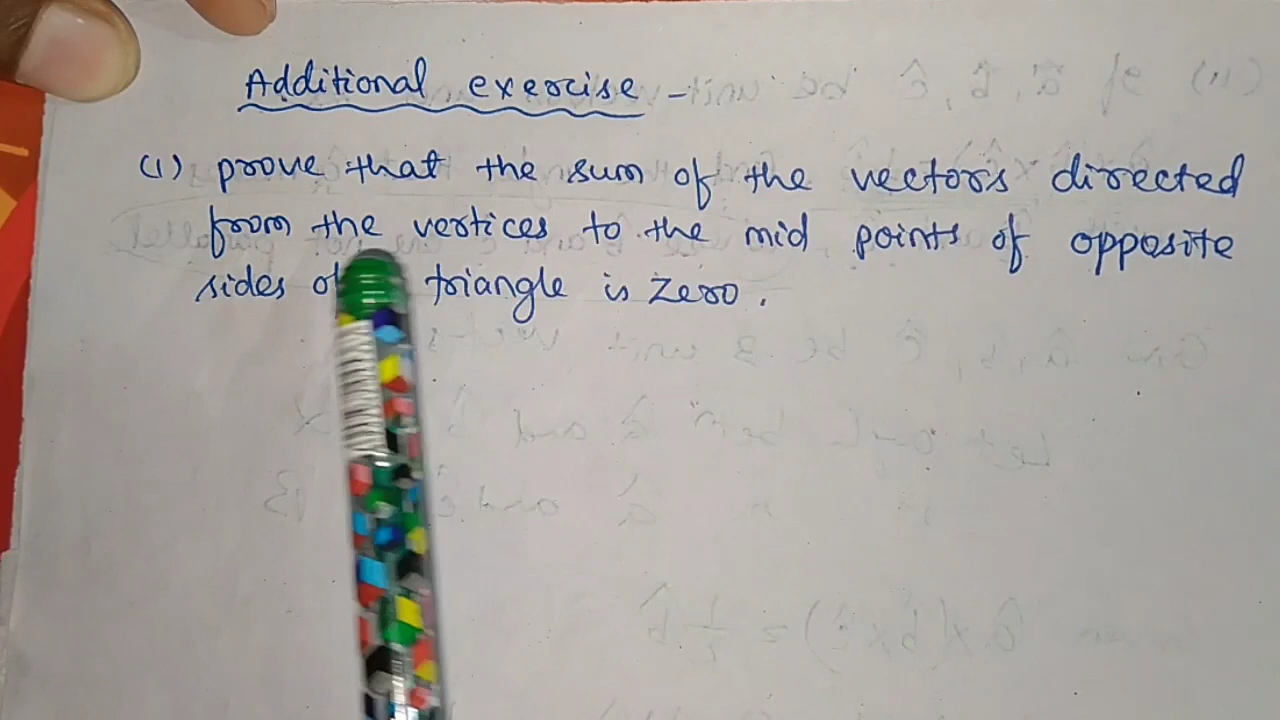 Additional exercise -
(1) prove that the sum of the vectors directed
from the vertices to the mid points of opposite
sides of triangle is zero.